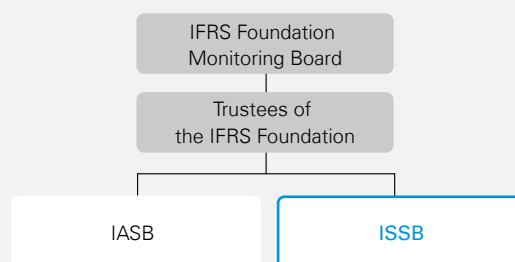 IFRS Foundation
Monitoring Board
Trustees of
the IFRS Foundation
IASB
ISSB